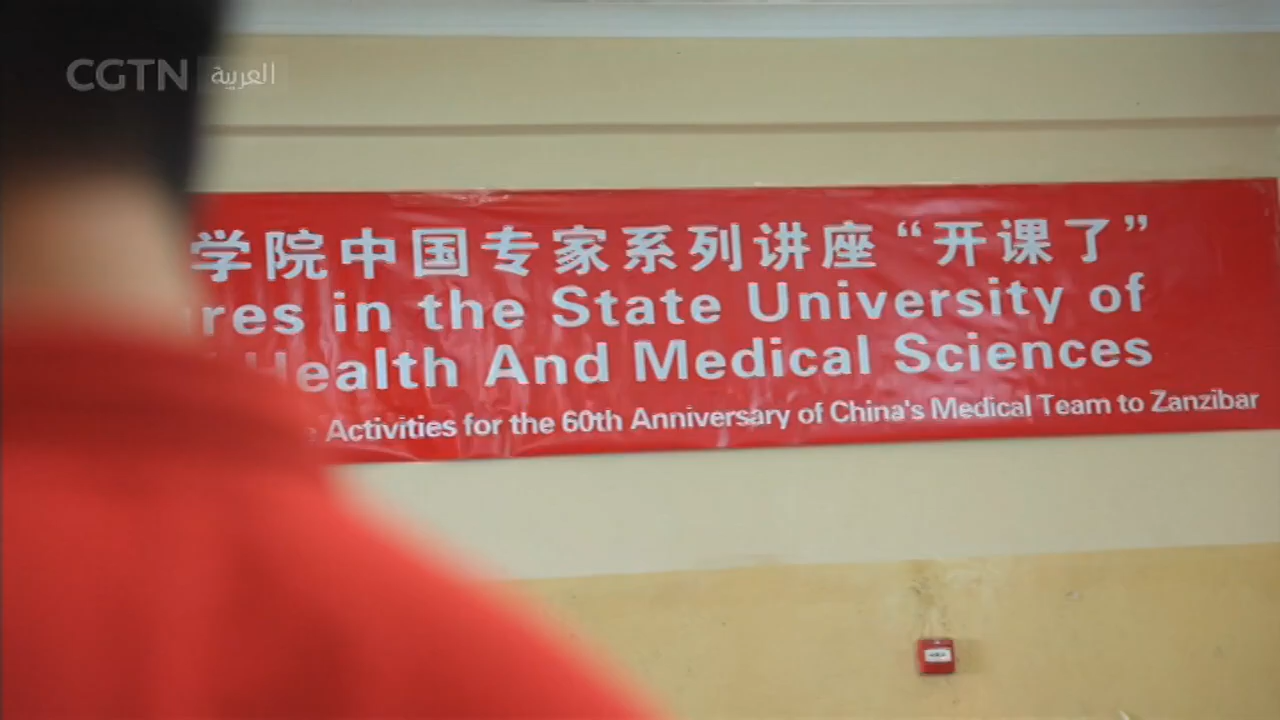 CGTN العربية
学院中国专家系列讲座“开课了”
res in the State University of
Health And Medical Sciences
Activities for the 60th Anniversary of China's Medical Team to Zanzibar